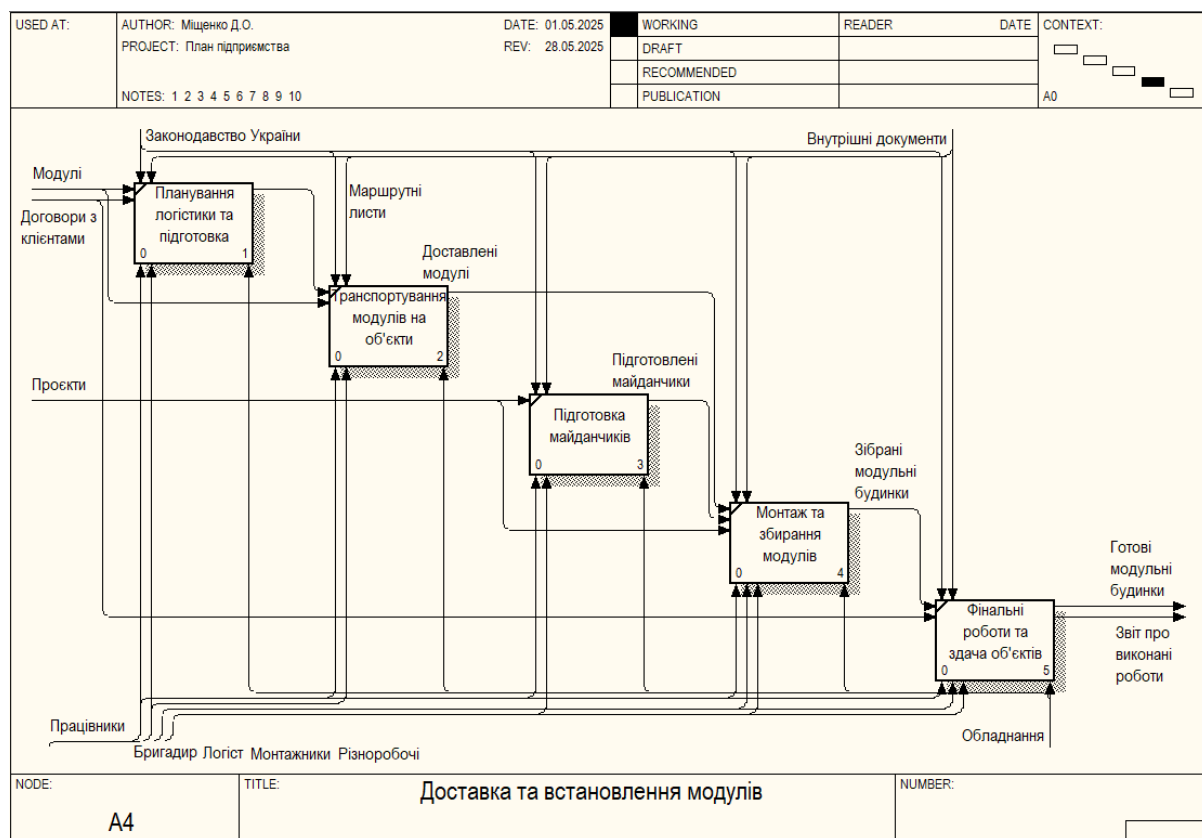 USED AT:
AUTHOR: Міщенко Д.О.
DATE: 01.05.2025
PROJECT: План підприємства
REV: 28.05.2025
NOTES: 1 2 3 4 5 6 7 8 9 10
WORKING
DRAFT
RECOMMENDED
PUBLICATION
READER
DATE
CONTEXT:
A0
Законодавство України
Внутрішні документи
Модулі
Договори з
клієнтами
Планування
логістики та
підготовка
0 1
Маршрутні
листи
Доставлені
модулі
Транспортування
модулів на
об'єкти
0 2
Проєкти
Підготовлені
майданчики
Підготовка
майданчиків
0 3
Зібрані
модульні
будинки
Монтаж та
збирання
модулів
0 4
Готові
модульні
будинки
Фінальні
роботи та
здача об'єктів
0 5
Звіт про
виконані
роботи
Працівники
Бригадир Логіст Монтажники Різноробочі
Обладнання
NODE:
A4
TITLE:
Доставка та встановлення модулів
NUMBER: